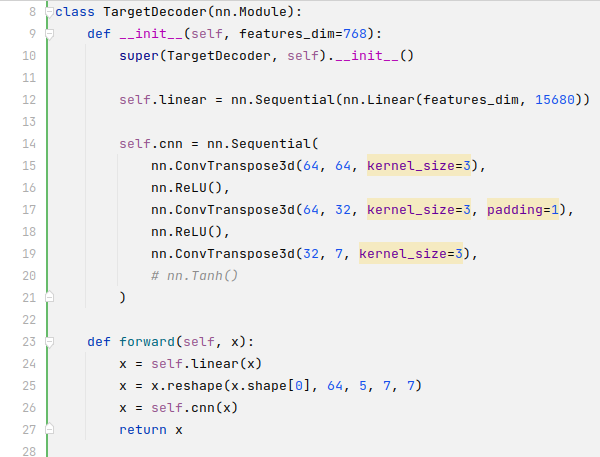 8 class TargetDecoder(nn.Module):
9     def __init__(self, features_dim=768):
10         super(TargetDecoder, self).__init__()
11
12         self.linear = nn.Sequential(nn.Linear(features_dim, 15680))
13
14         self.cnn = nn.Sequential(
15             nn.ConvTranspose3d(64, 64, kernel_size=3),
16             nn.ReLU(),
17             nn.ConvTranspose3d(64, 32, kernel_size=3, padding=1),
18             nn.ReLU(),
19             nn.ConvTranspose3d(32, 7, kernel_size=3),
20             # nn.Tanh()
21         )
22
23     def forward(self, x):
24         x = self.linear(x)
25         x = x.reshape(x.shape[0], 64, 5, 7, 7)
26         x = self.cnn(x)
27         return x
28